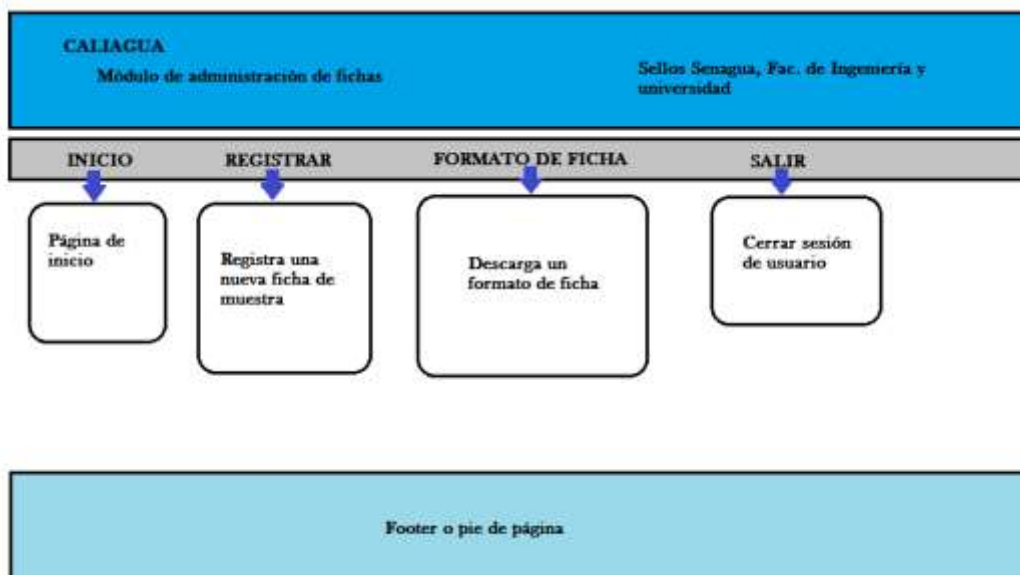 CALIAGUA
Módulo de administración de fichas
Sellos Senagua, Fac. de Ingeniería y
universidad
INICIO
REGISTRAR
FORMATO DE FICHA
SALIR
Página de
inicio
Registra una
nueva ficha de
muestra
Descarga un
formato de ficha
Cerrar sesión
de usuario
Footer o pie de página